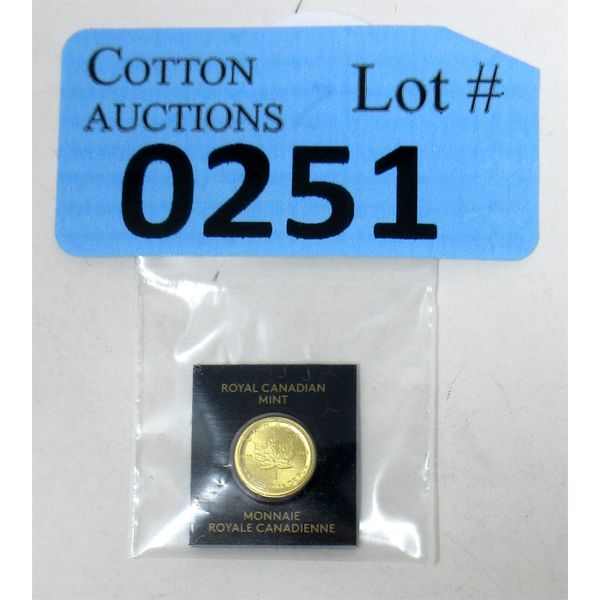 COTTON
AUCTIONS
Lot #
0251
ROYAL CANADIAN
MINT
MONNAIE
ROYALE CANADIENNE